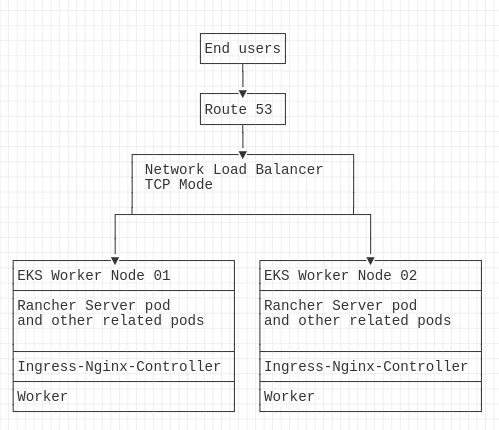 End users
Route 53
Network Load Balancer
TCP Mode
EKS Worker Node 01
Rancher Server pod
and other related pods
Ingress-Nginx-Controller
Worker
EKS Worker Node 02
Rancher Server pod
and other related pods
Ingress-Nginx-Controller
Worker